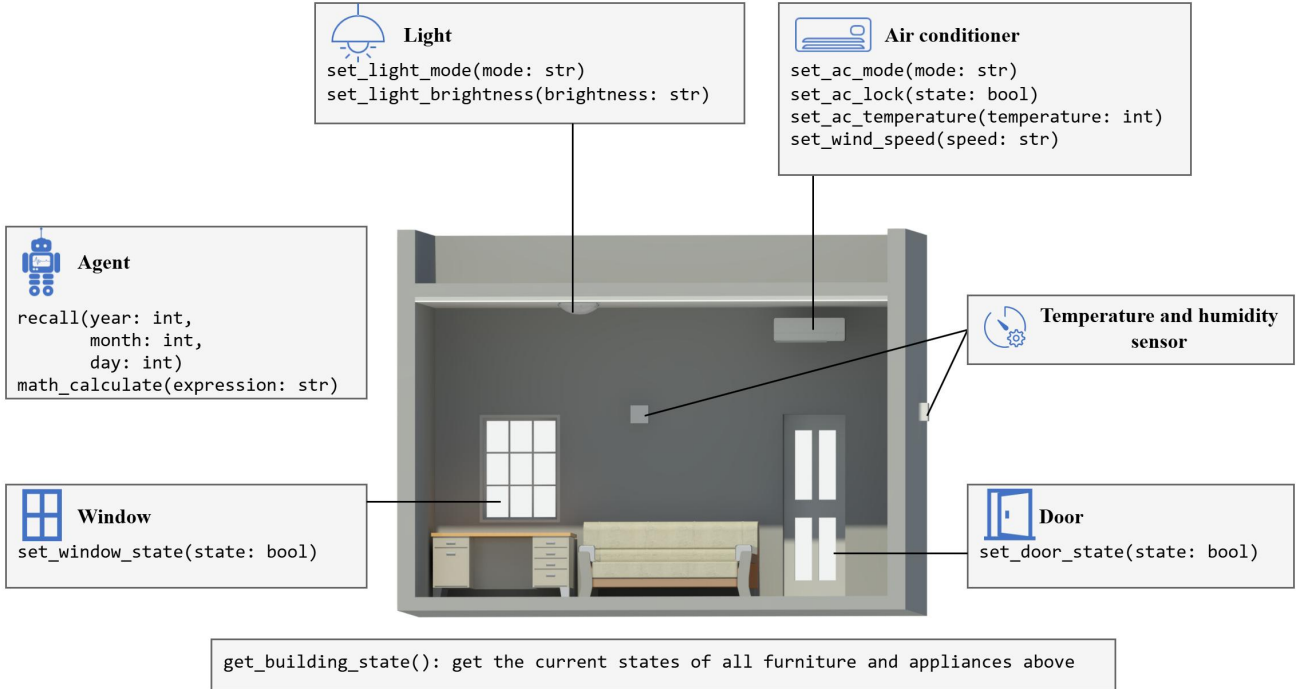 Light
set_light_mode(mode: str)
set_light_brightness(brightness: str)
Air conditioner
set_ac_mode(mode: str)
set_ac_lock(state: bool)
set_ac_temperature(temperature: int)
set_wind_speed(speed: str)
Agent
recall(year: int,
month: int,
day: int)
math_calculate(expression: str)
Temperature and humidity
sensor
Window
set_window_state(state: bool)
Door
set_door_state(state: bool)
get_building_state(): get the current states of all furniture and appliances above